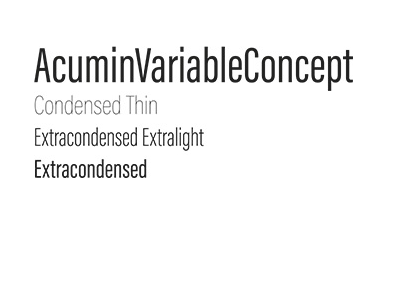 AcuminVariableConcept
Condensed Thin
Extracondensed Extralight
Extracondensed